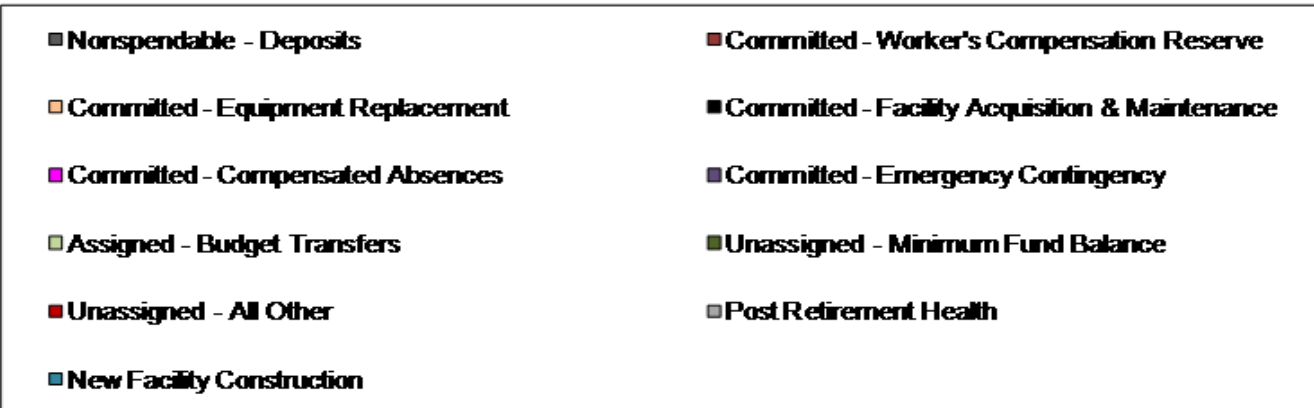 Nonspendable - Deposits
Committed - Worker's Compensation Reserve
Committed - Equipment Replacement
Committed - Facility Acquisition & Maintenance
Committed - Compensated Absences
Committed - Emergency Contingency
Assigned - Budget Transfers
Unassigned - Minimum Fund Balance
Unassigned - All Other
Post Retirement Health
New Facility Construction